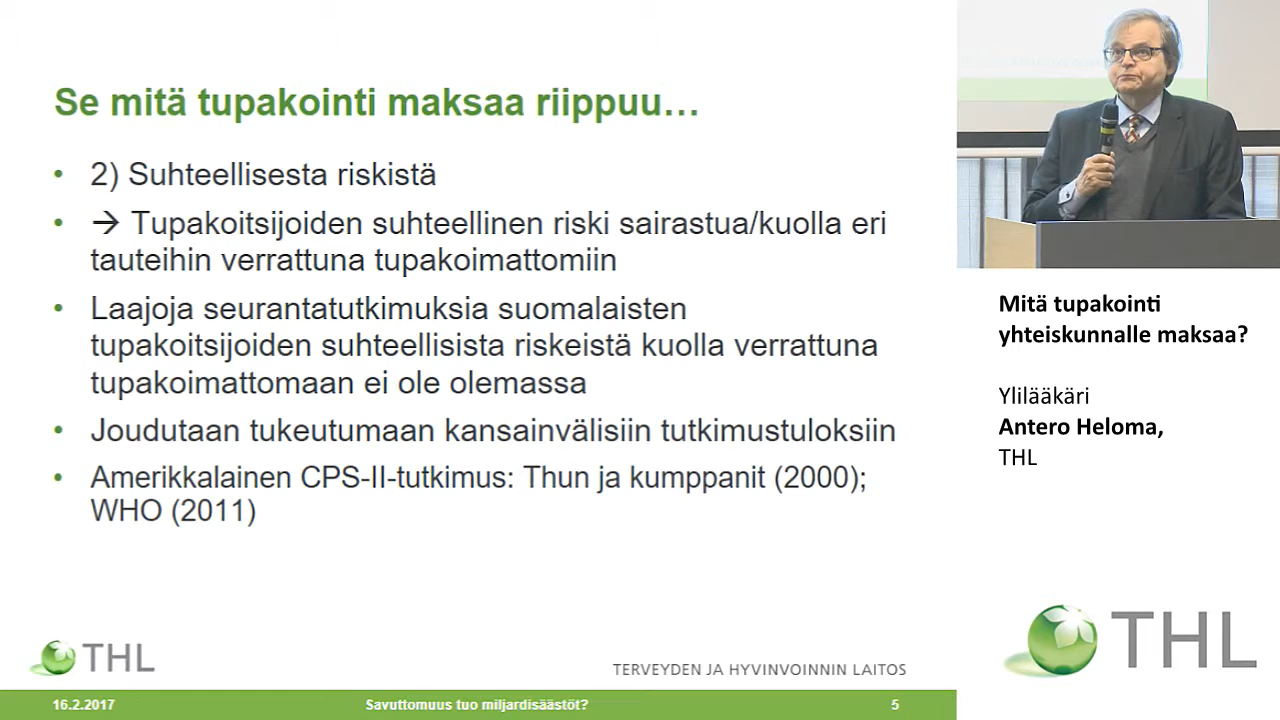 Se mitä tupakointi maksaa riippuu…
• 2) Suhteellisesta riskistä
• → Tupakoitsijoiden suhteellinen riski sairastua/kuolla eri
tauteihin verrattuna tupakoimattomiin
• Laajoja seurantatutkimuksia suomalaisten
tupakoitsijoiden suhteellisista riskeistä kuolla verrattuna
tupakoimattomaan ei ole olemassa
• Joudutaan tukeutumaan kansainvälisiin tutkimustuloksiin
• Amerikkalainen CPS-II-tutkimus: Thun ja kumppanit (2000);
WHO (2011)
THL
TERVEYDEN JA HYVINVOINNIN LAITOS
16.2.2017
Savuttomuus tuo miljardisäästöt?
5
Mitä tupakointi
yhteiskunnalle maksaa?
Ylilääkäri
Antero Heloma,
THL
THL